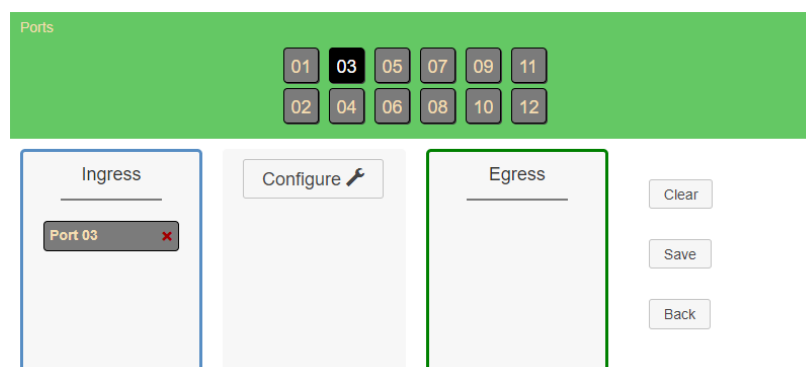 Ports
01 03 05 07 09 11
02 04 06 08 10 12
Ingress
Configure
Egress
Port 03
Clear
Save
Back